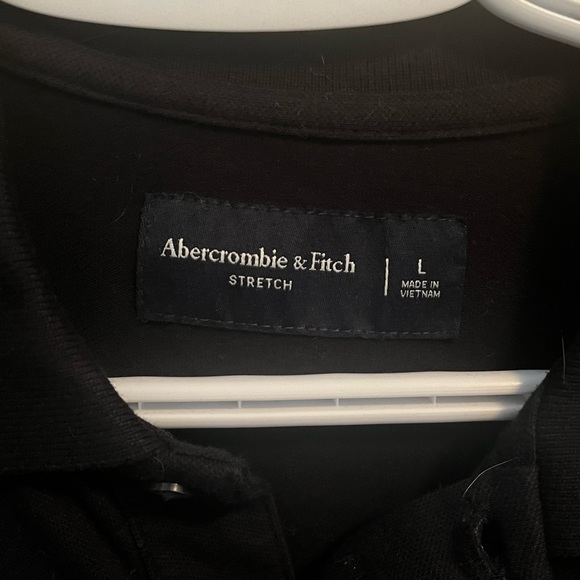 Abercrombie & Fitch
STRETCH
L
MADE IN
VIETNAM